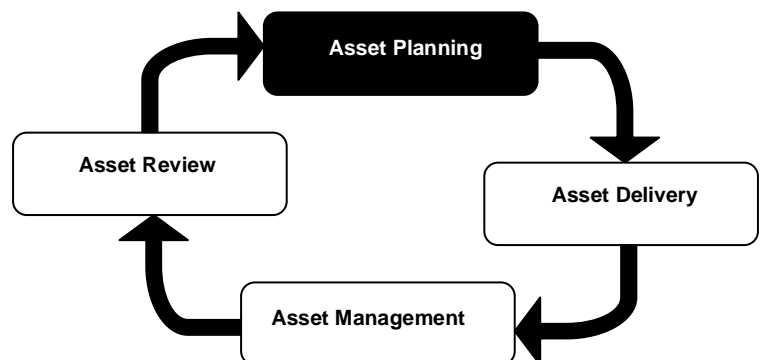 Asset Planning
Asset Review
Asset Delivery
Asset Management